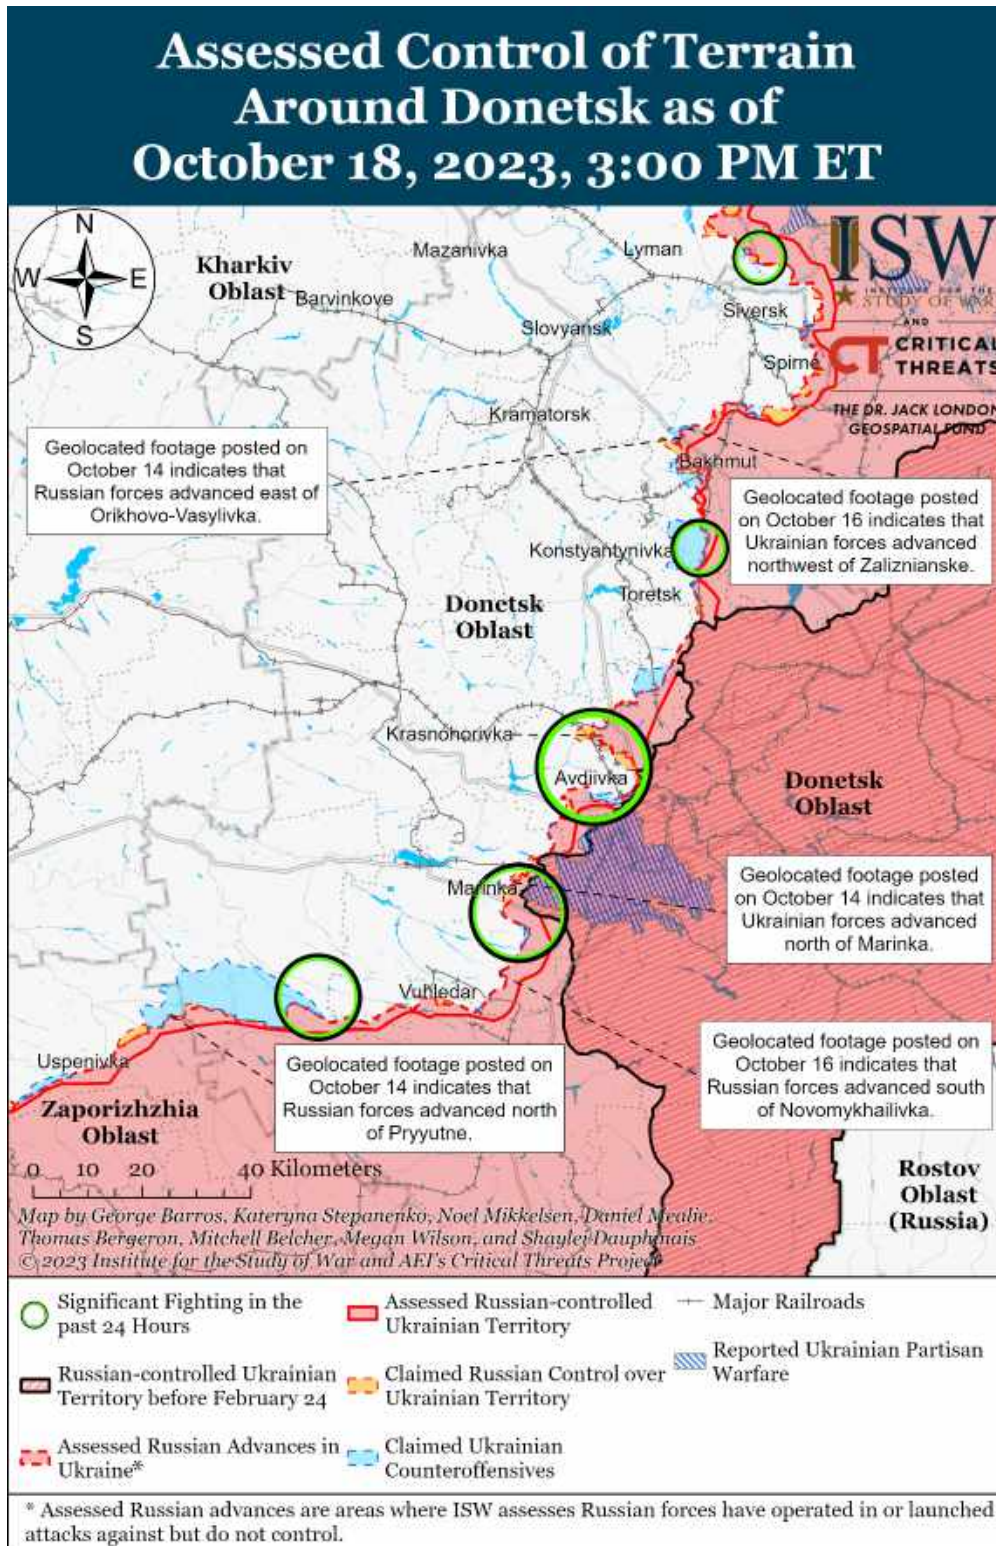 Assessed Control of Terrain
Around Donetsk as of
October 18, 2023, 3:00 PM ET
N
W
E
S
Kharkiv
Oblast
Mazanivka
Lyman
Barvinkove
Slovyansk
Siversk
Spirne
Kramatorsk
ISW
INSTITUTE FOR THE
STUDY OF WAR
AND
CT CRITICAL
THREATS
THE DR. JACK LONDON
GEOSPATIAL FUND
Geolocated footage posted on
October 14 indicates that
Russian forces advanced east of
Orikhovo-Vasylivka.
Bakhmut
Geolocated footage posted
on October 16 indicates that
Ukrainian forces advanced
northwest of Zaliznianske.
Konstyantynivka
Toretsk
Donetsk
Oblast
Krasnohorivka
Avdiivka
Donetsk
Oblast
Marinka
Geolocated footage posted
on October 14 indicates that
Ukrainian forces advanced
north of Marinka.
Vuhledar
Uspenivka
Geolocated footage posted on
October 14 indicates that
Russian forces advanced north
of Pryyutne.
Geolocated footage posted on
October 16 indicates that
Russian forces advanced south
of Novomykhailivka.
Zaporizhzhia
Oblast
Rostov
Oblast
(Russia)
0 10 20 40 Kilometers
Map by George Barros, Kateryna Stepanenko, Noel Mikkelsen, Daniel Mealie,
Thomas Bergeron, Mitchell Belcher, Megan Wilson, and Shaylei Dauphinais
© 2023 Institute for the Study of War and AEI's Critical Threats Project
Significant Fighting in the
past 24 Hours
Russian-controlled Ukrainian
Territory before February 24
Assessed Russian Advances in
Ukraine*
Assessed Russian-controlled
Ukrainian Territory
Claimed Russian Control over
Ukrainian Territory
Claimed Ukrainian
Counteroffensives
Major Railroads
Reported Ukrainian Partisan
Warfare
* Assessed Russian advances are areas where ISW assesses Russian forces have operated in or launched
attacks against but do not control.